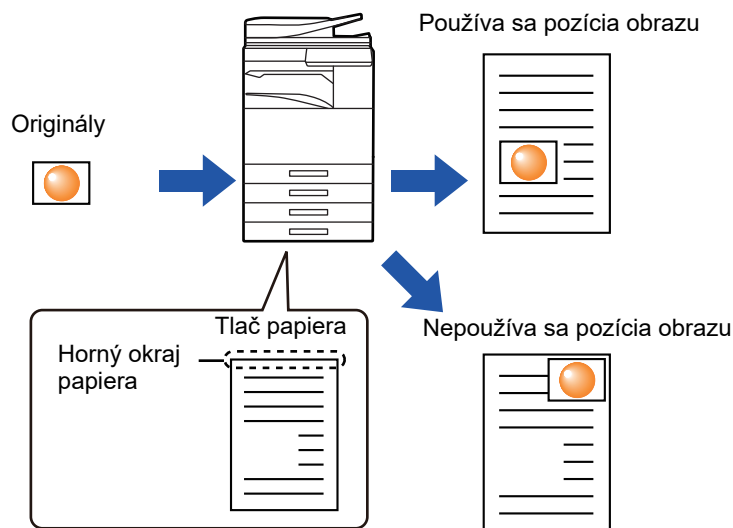 Používa sa pozícia obrazu
Originály
Tlač papiera
Horný okraj
papiera
Nepoužíva sa pozícia obrazu